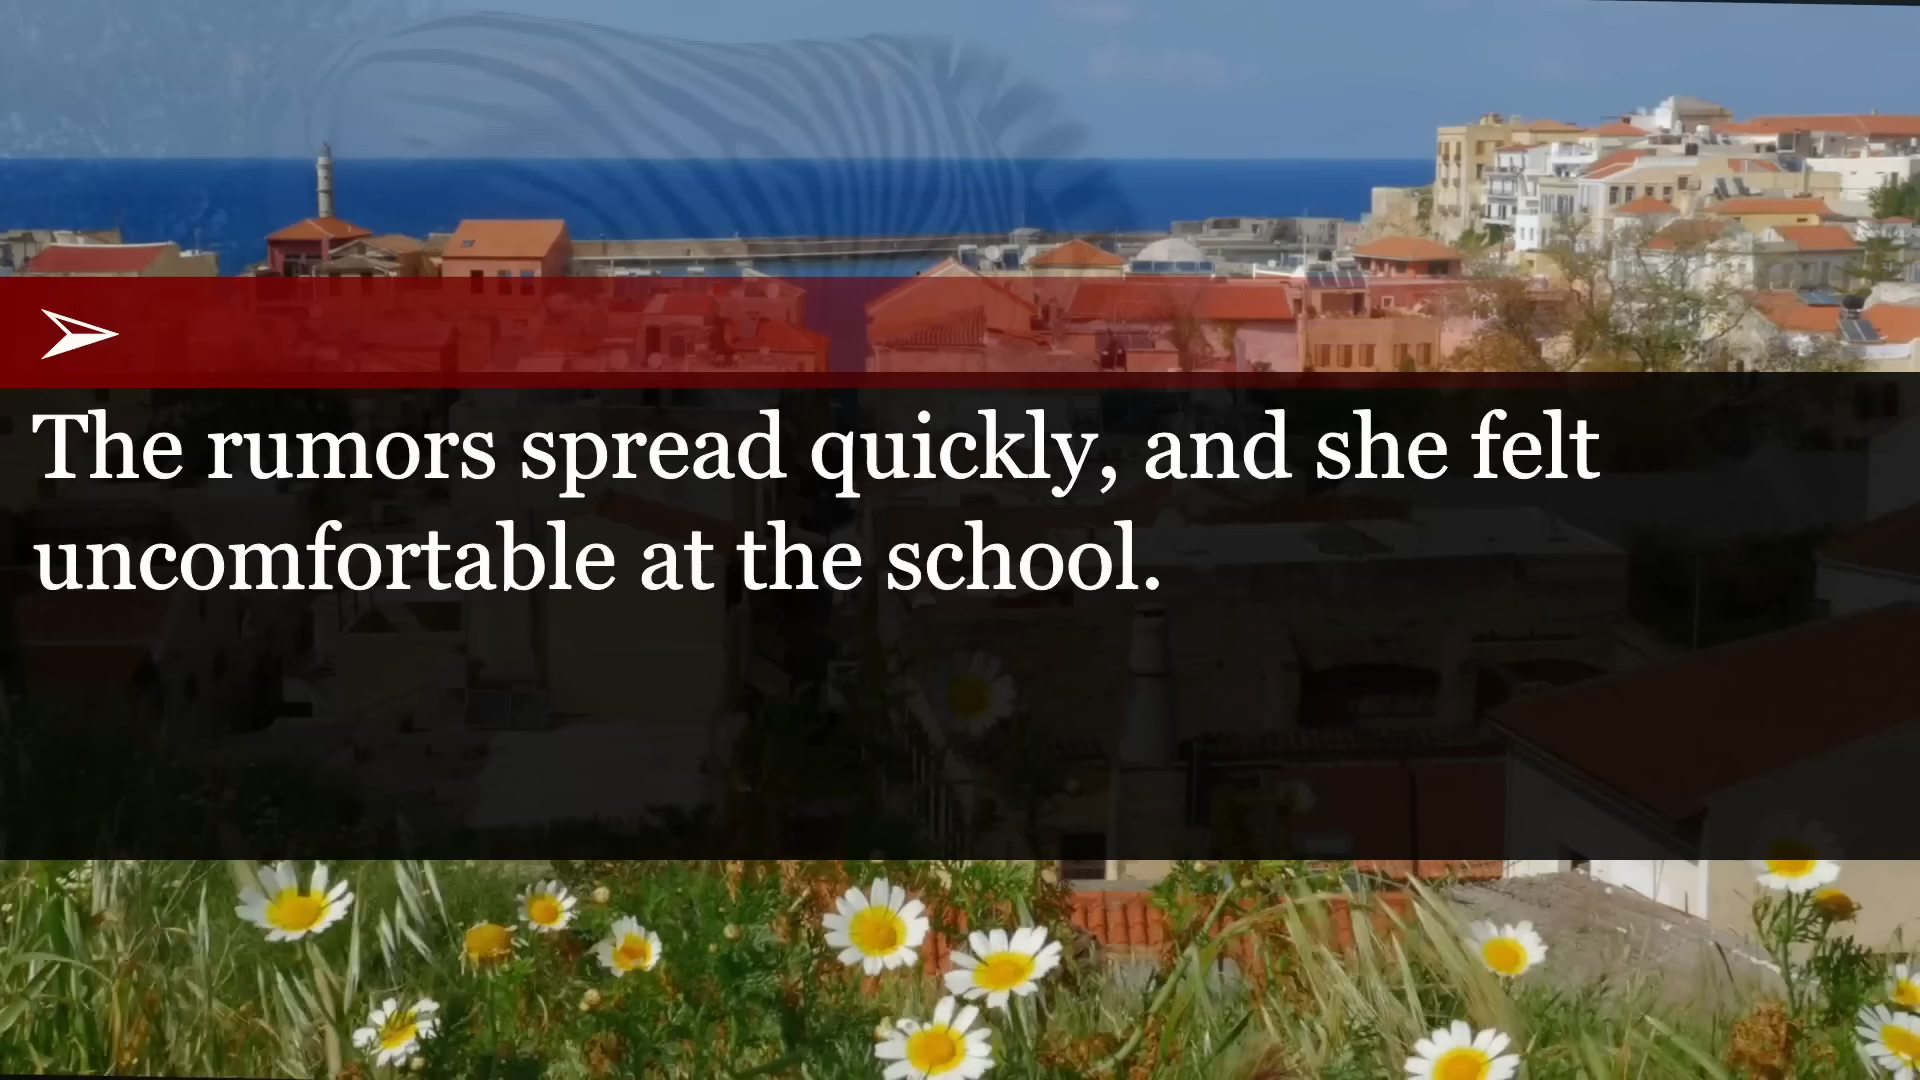 The rumors spread quickly, and she felt
uncomfortable at the school.